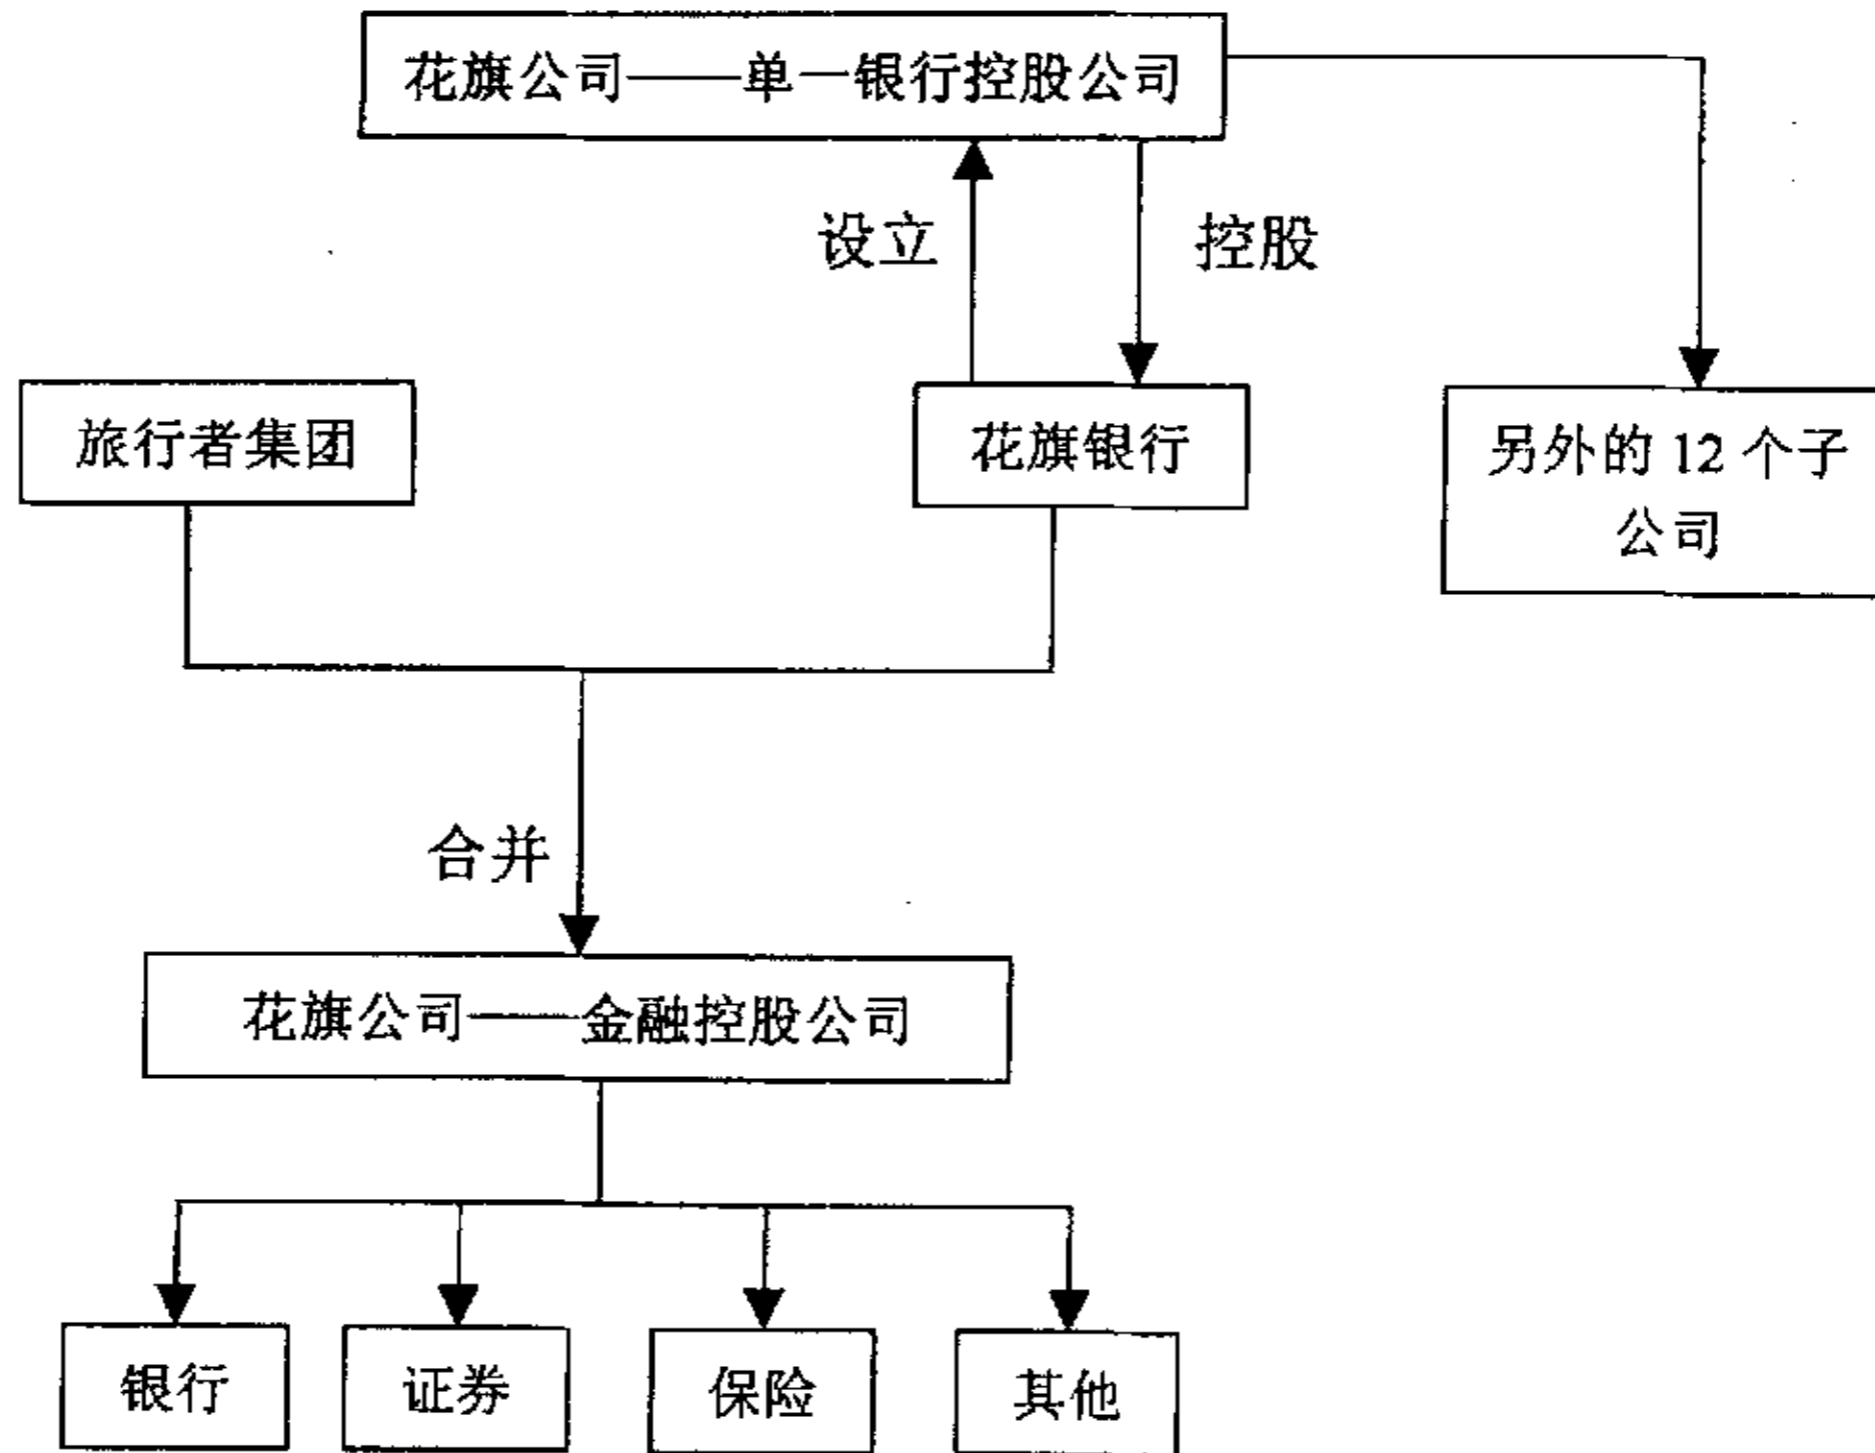 花旗公司——单一银行控股公司
设立
控股
旅行者集团
花旗银行
另外的 12 个子
公司
合并
花旗公司——金融控股公司
银行
证券
保险
其他